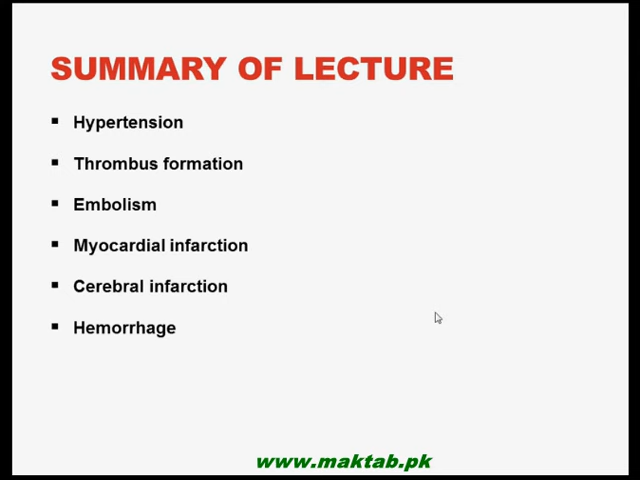 SUMMARY OF LECTURE
▪ Hypertension
▪ Thrombus formation
▪ Embolism
▪ Myocardial infarction
▪ Cerebral infarction
▪ Hemorrhage
www.maktab.pk